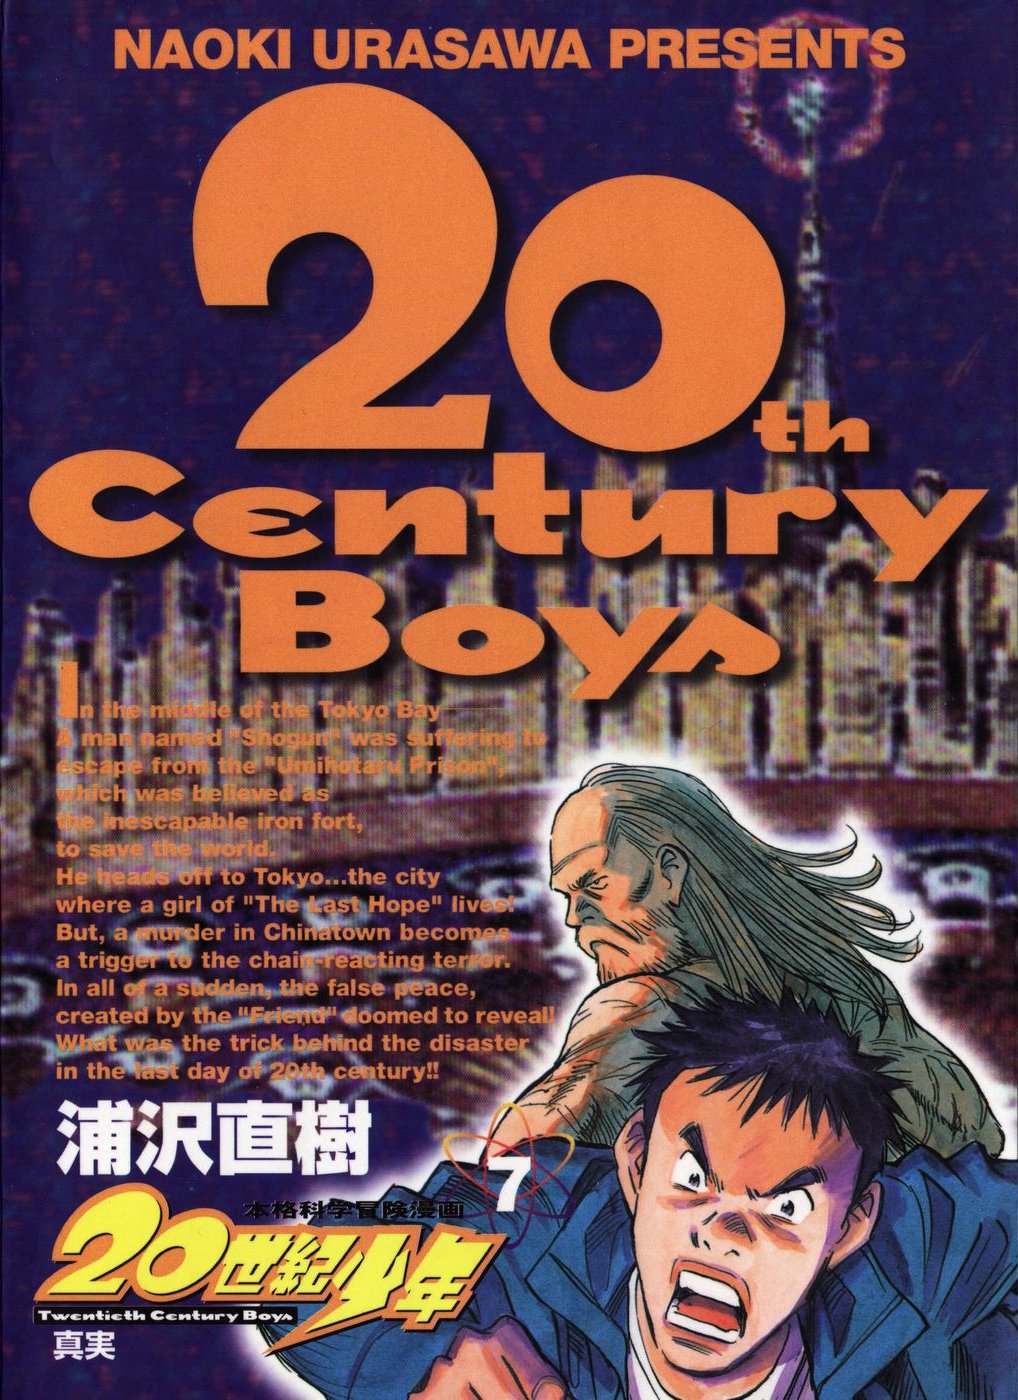 NAOKI URASAWA PRESENTS
20th
Century
Boys
In the middle of the Tokyo Bay
A man named "Shogun" was suffering to
escape from the "Umihotaru Prison",
which was believed as
the inescapable iron fort,
to save the world.
He heads off to Tokyo...the city
where a girl of "The Last Hope" lives!
But, a murder in Chinatown becomes
a trigger to the chain-reacting terror.
In all of a sudden, the false peace,
created by the "Friend" doomed to reveal!
What was the trick behind the disaster
in the last day of 20th century!!
浦沢直樹
7
本格科学冒険漫画
20世紀少年
Twentieth Century Boys
真実